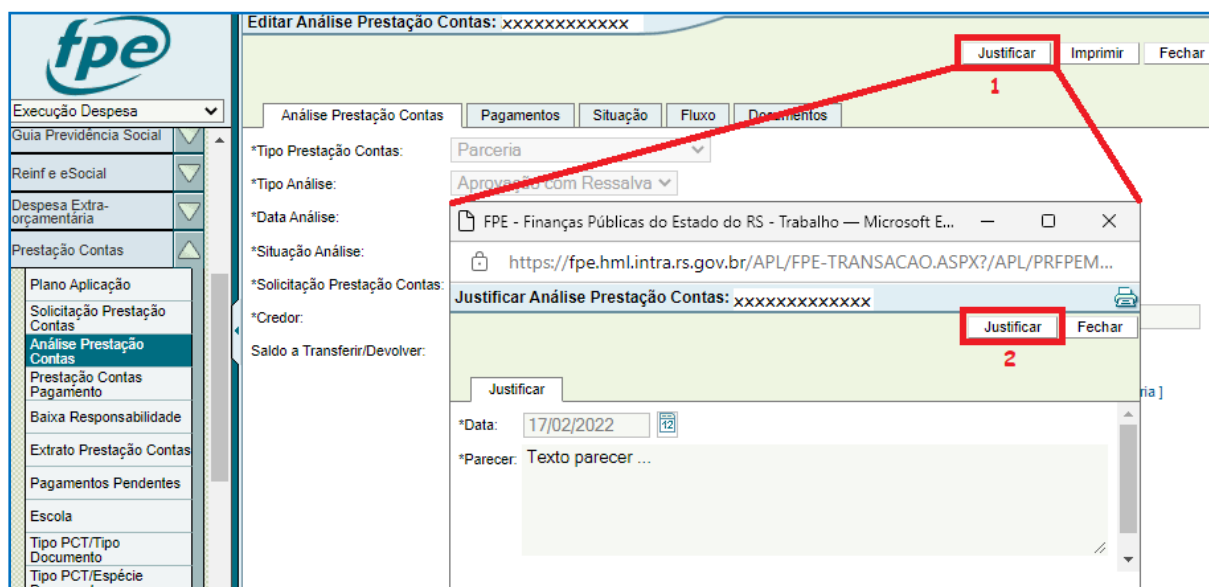 fpe
Execução Despesa
Guia Previdência Social
Reinf e eSocial
Despesa Extra-
orçamentária
Prestação Contas
Plano Aplicação
Solicitação Prestação
Contas
Análise Prestação
Contas
Prestação Contas
Pagamento
Baixa Responsabilidade
Extrato Prestação Contas
Pagamentos Pendentes
Escola
Tipo PCT/Tipo
Documento
Tipo PCT/Espécie
Editar Análise Prestação Contas: xxxxxxxxxxxx
Justificar Imprimir Fechar
1
Análise Prestação Contas Pagamentos Situação Fluxo Documentos
*Tipo Prestação Contas: Parceria
*Tipo Análise: Aprovação com Ressalva
*Data Análise:
*Situação Análise:
*Solicitação Prestação Contas:
*Credor:
Saldo a Transferir/Devolver:
FPE - Finanças Públicas do Estado do RS - Trabalho — Microsoft E...
https://fpe.hml.intra.rs.gov.br/APL/FPE-TRANSACAO.ASPX?/APL/PRFPEM...
Justificar Análise Prestação Contas: xxxxxxxxxxxxx
Justificar Fechar
2
Justificar
*Data: 17/02/2022 12
*Parecer: Texto parecer ...
ria ]